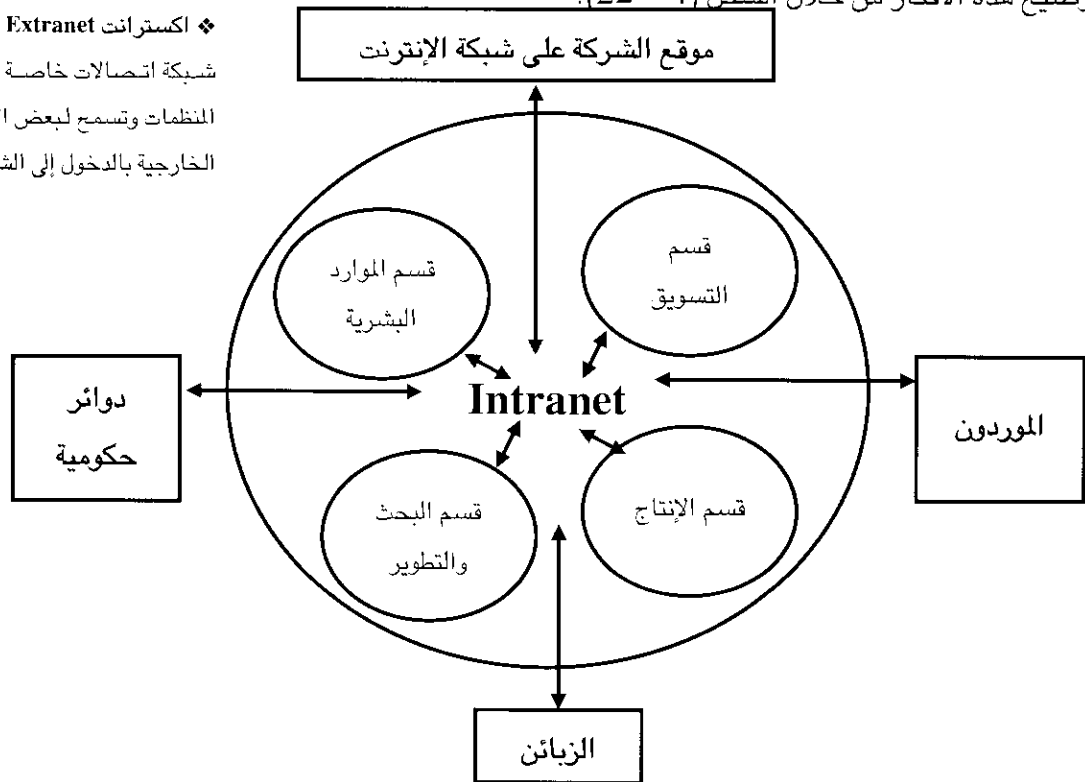 ❖ اكسترانت Extranet
شبكة اتصالات خاصة
المنظمات وتسمح لبعض
الخارجية بالدخول إلى
موقع الشركة على شبكة الإنترنت
قسم الموارد
البشرية
قسم
التسويق
دوائر
حكومية
Intranet
الموردون
قسم البحث
والتطوير
قسم الإنتاج
الزبائن